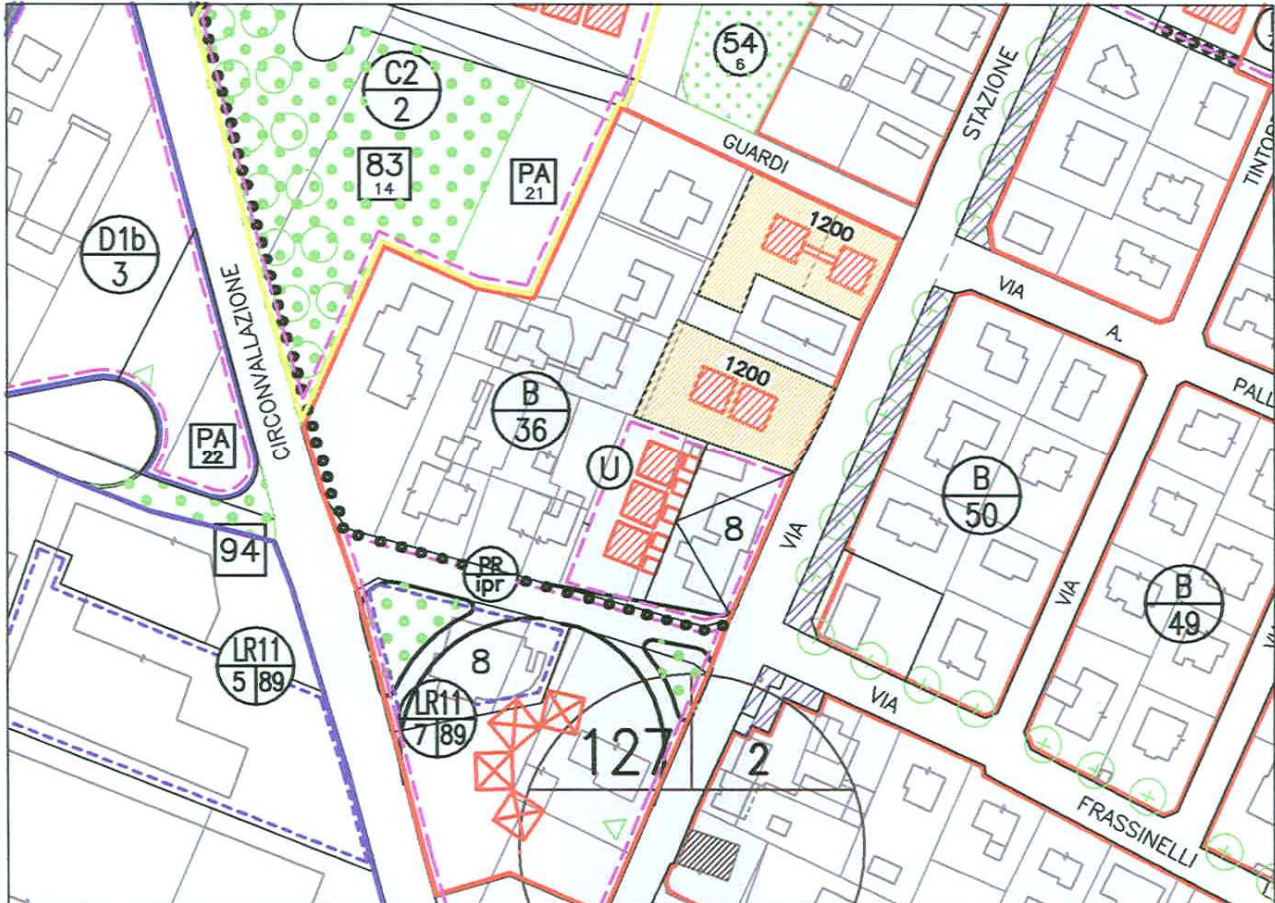 54
6
C2
2
STAZIONE
GUARDI
83
14
PA
21
1200
D1b
3
CIRCONVALLAZIONE
VIA
A.
1200
B
36
PA
22
U
B
50
8
VIA
94
PR
ipr
VIA
B
49
LR11
5 89
8
LR11
7 89
VIA
127
2
FRASSINELLI